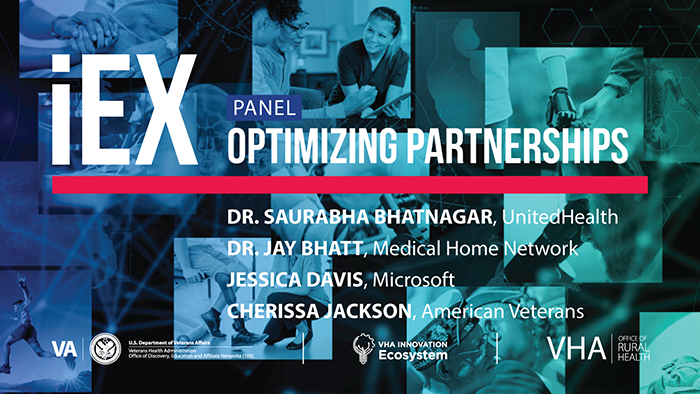 iEX
PANEL
OPTIMIZING PARTNERSHIPS
DR. SAURABHA BHATNAGAR, UnitedHealth
DR. JAY BHATT, Medical Home Network
JESSICA DAVIS, Microsoft
CHERISSA JACKSON, American Veterans
VA
U.S. Department of Veterans Affairs
Veterans Health Administration
Office of Discovery, Education and Affiliate Networks (10X)
VHA INNOVATION
Ecosystem
VHA
OFFICE OF
RURAL
HEALTH